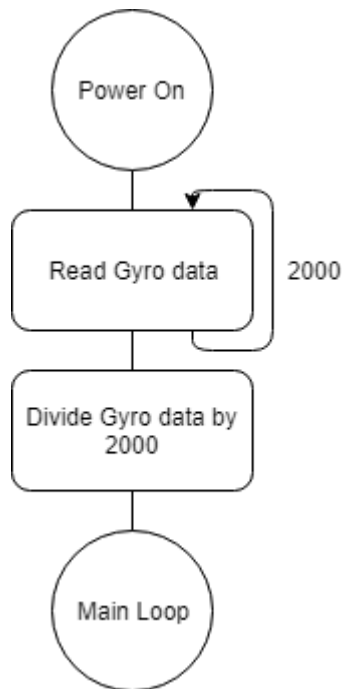 Power On
Read Gyro data
2000
Divide Gyro data by
2000
Main Loop